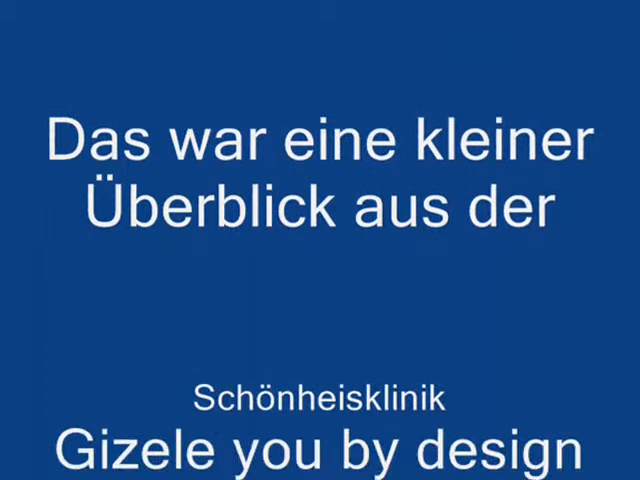 Das war eine kleiner
Überblick aus der
Schönheisklinik
Gizele you by design